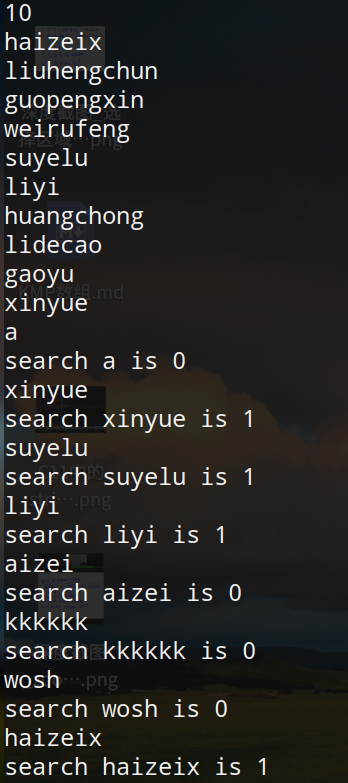 10
haizeix
liuhengchun
guopengxin
weirufeng
suyelu
liyi
huangchong
lidecao
gaoyu
xinyue
a
search a is 0
xinyue
search xinyue is 1
suyelu
search suyelu is 1
liyi
search liyi is 1
aizei
search aizei is 0
kkkkkk
search kkkkkk is 0
wosh
search wosh is 0
haizeix
search haizeix is 1